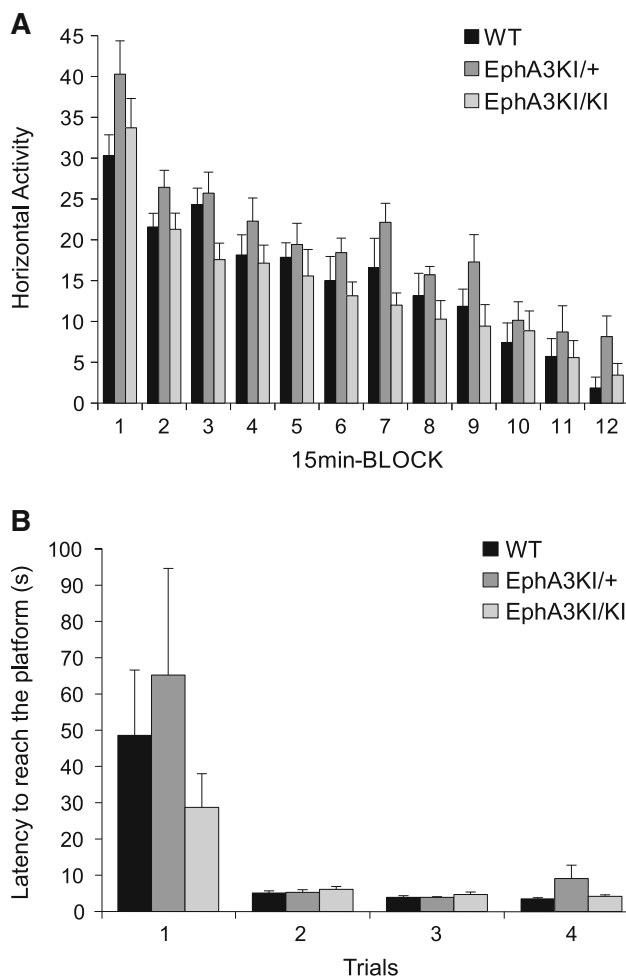 A
WT
EphA3KI/+
EphA3KI/KI
Horizontal Activity
45
40
35
30
25
20
15
10
5
0
1 2 3 4 5 6 7 8 9 10 11 12
15min-BLOCK
B
WT
EphA3KI/+
EphA3KI/KI
Latency to reach the platform (s)
100
90
80
70
60
50
40
30
20
10
0
1 2 3 4
Trials